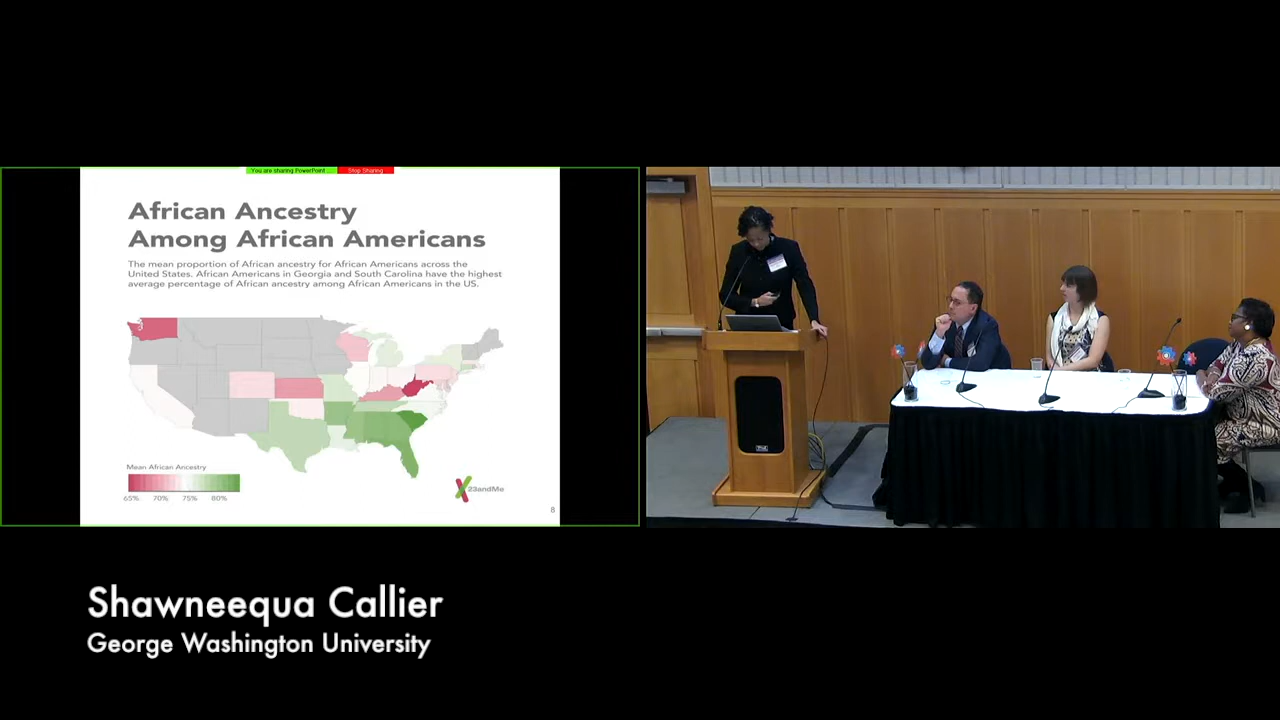 You are sharing PowerPoint ...
Stop Sharing
African Ancestry
Among African Americans
The mean proportion of African ancestry for African Americans across the
United States. African Americans in Georgia and South Carolina have the highest
average percentage of African ancestry among African Americans in the US.
Mean African Ancestry
65% 70% 75% 80%
23andMe
8
Shawneequa Callier
George Washington University